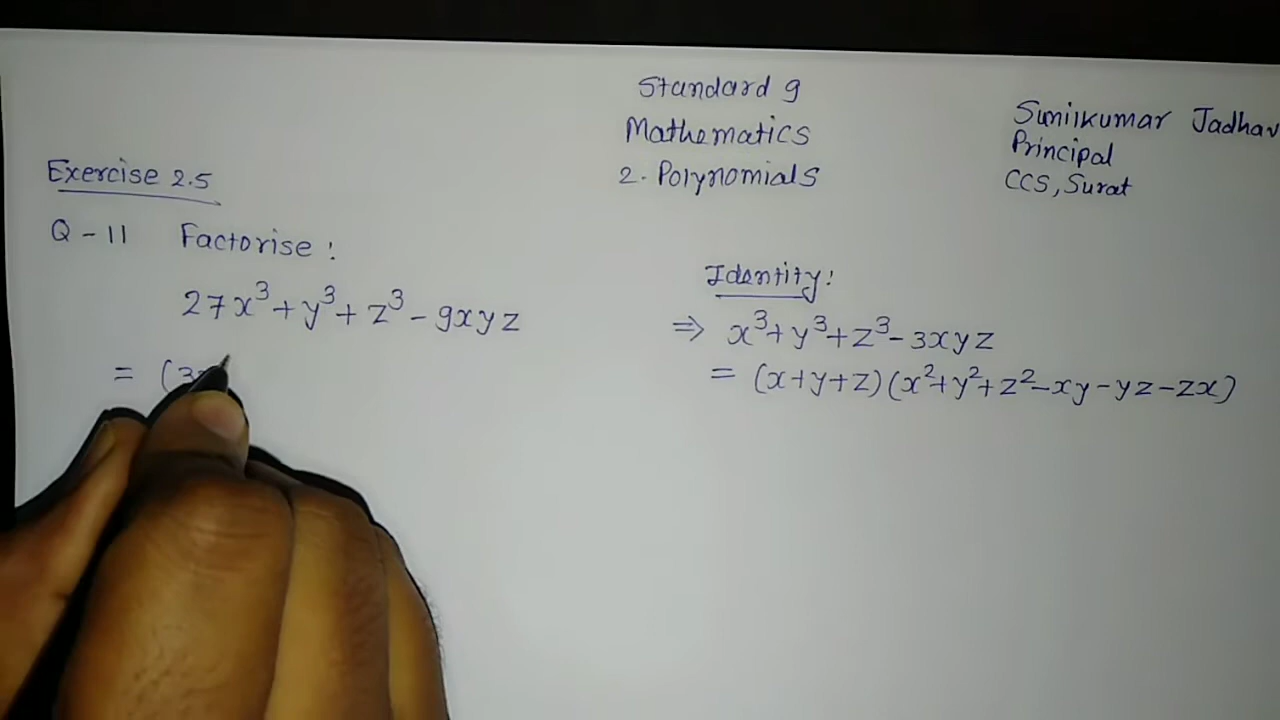 Standard 9
Mathematics
2. Polynomials
Sunilkumar Jadhav
Principal
CCS, Surat
Exercise 2.5
Q-11 Factorise :
27x³+y³+z³-9xyz
= (3x
Identity:
⇒ x³+y³+z³-3xyz
= (x+y+z)(x²+y²+z²-xy-yz-zx)